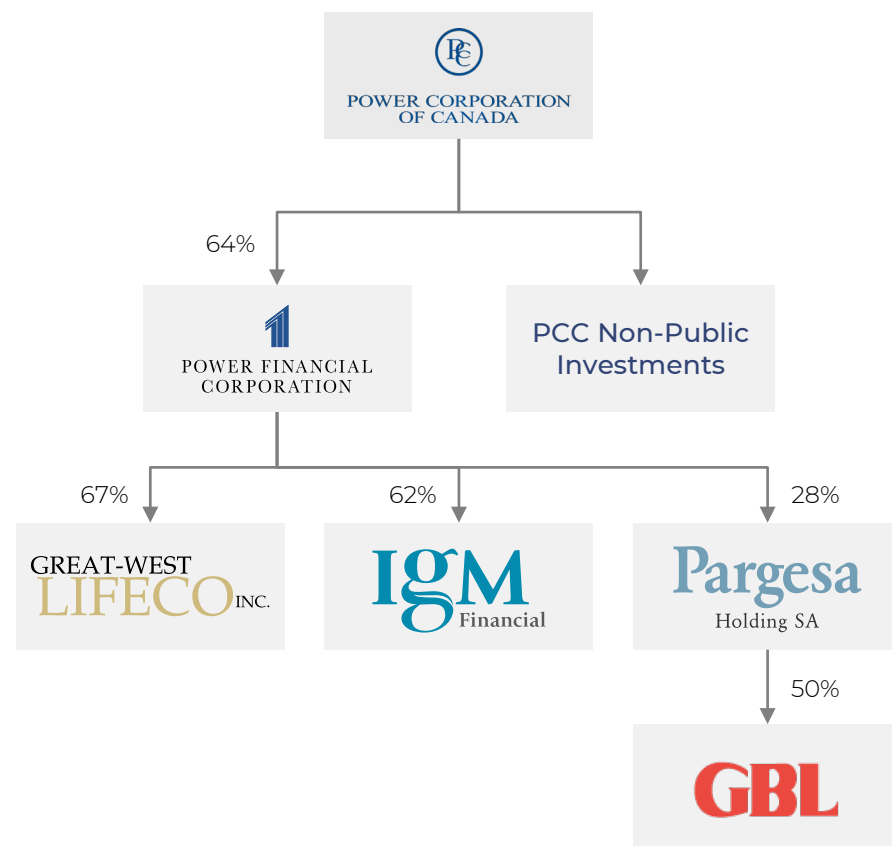 PCC
POWER CORPORATION
OF CANADA
64%
POWER FINANCIAL
CORPORATION
PCC Non-Public
Investments
67%
62%
28%
GREAT-WEST
LIFECO INC.
IGM
Financial
Pargesa
Holding SA
50%
GBL